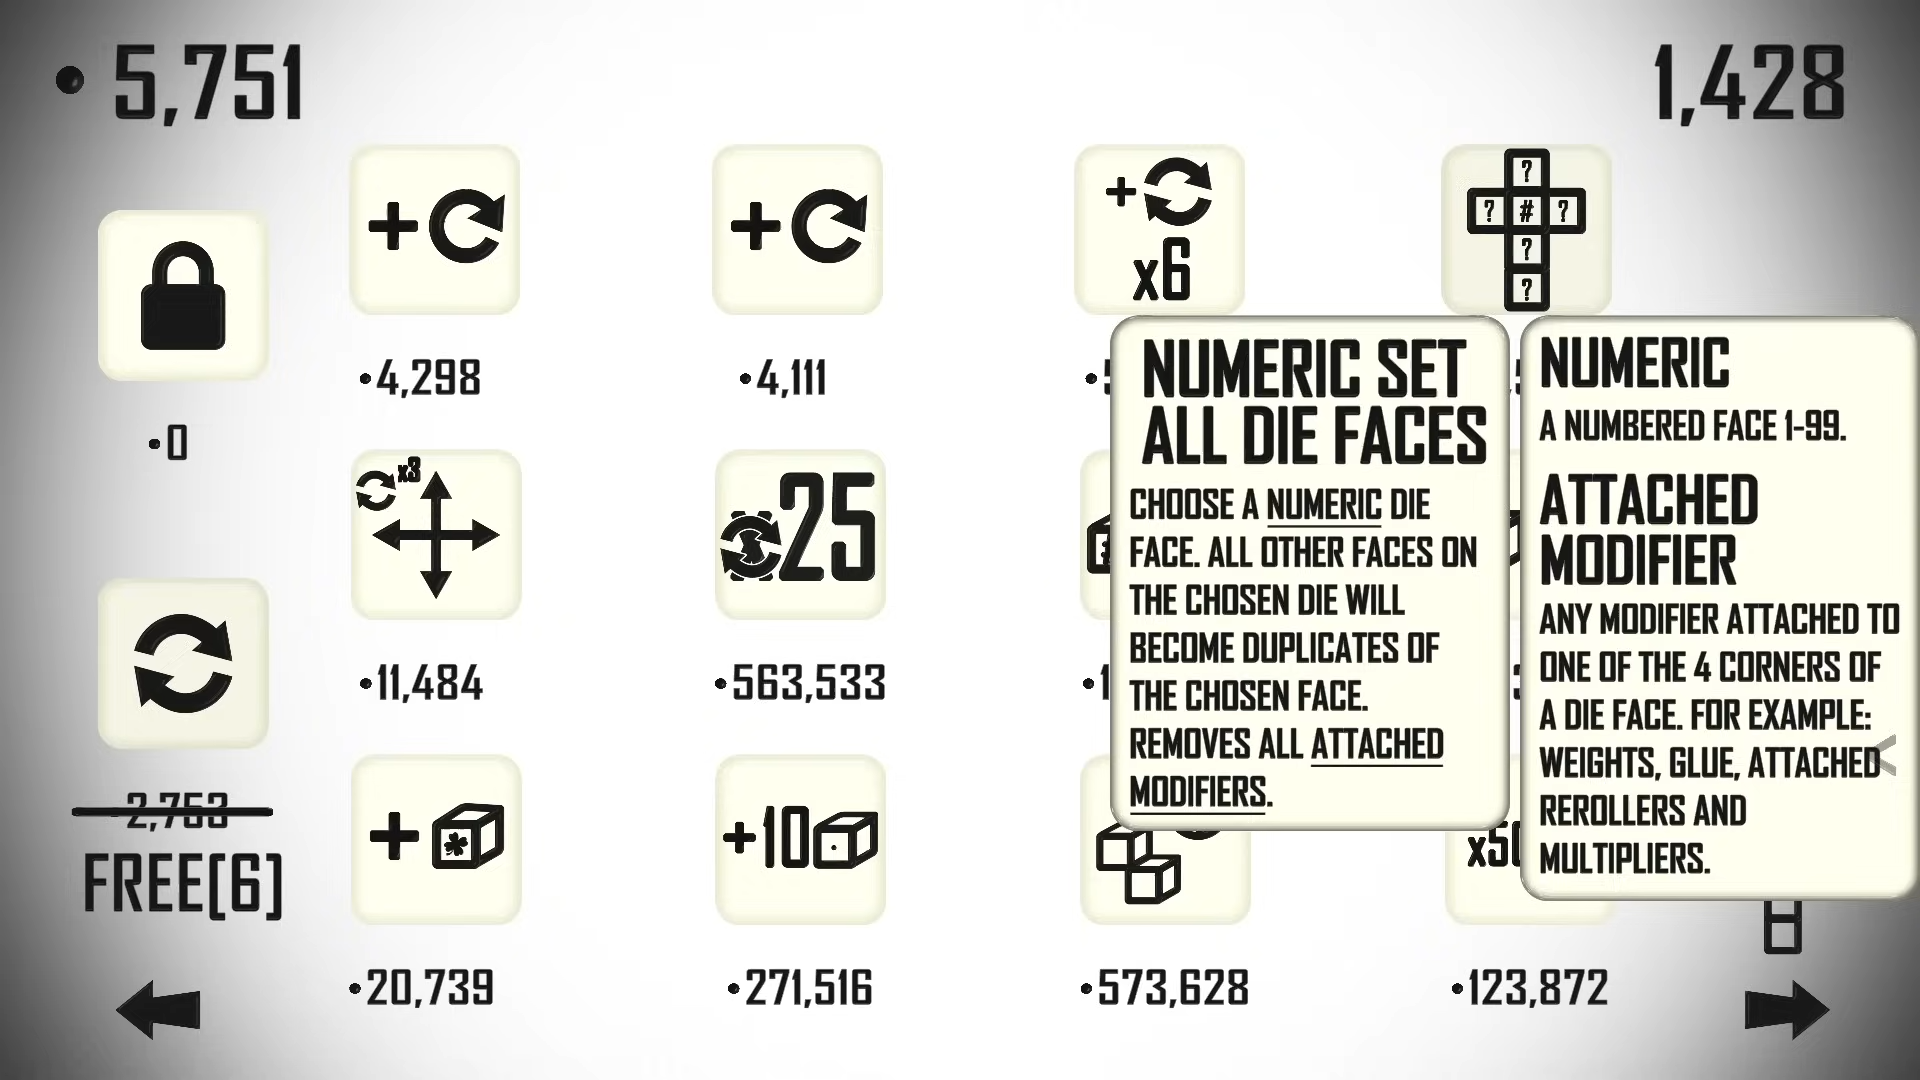 5,751
1,428
+
+
+
x6
?
? # ?
?
?
4,298
4,111
0
x3
25
11,484
563,533
2,753
FREE[6]
+
+10
x50
20,739
271,516
573,628
123,872
NUMERIC SET
ALL DIE FACES
CHOOSE A NUMERIC DIE
FACE. ALL OTHER FACES ON
THE CHOSEN DIE WILL
BECOME DUPLICATES OF
THE CHOSEN FACE.
REMOVES ALL ATTACHED
MODIFIERS.
NUMERIC
A NUMBERED FACE 1-99.
ATTACHED
MODIFIER
ANY MODIFIER ATTACHED TO
ONE OF THE 4 CORNERS OF
A DIE FACE. FOR EXAMPLE:
WEIGHTS, GLUE, ATTACHED
REROLLERS AND
MULTIPLIERS.